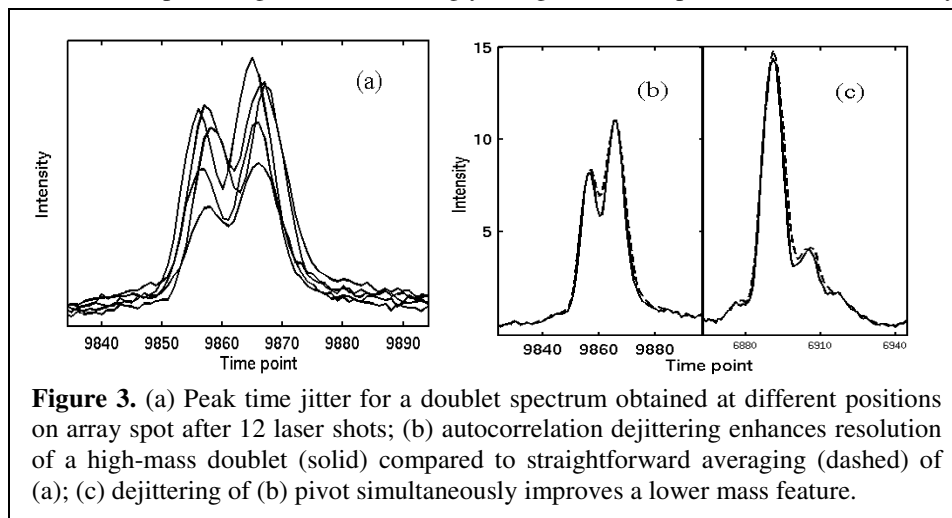 (a)
Intensity
9840 9850 9860 9870 9880 9890
Time point
15
(b)
(c)
10
Intensity
5
9840 9860 9880 6880 6910 6940
Time point
Figure 3. (a) Peak time jitter for a doublet spectrum obtained at different positions
on array spot after 12 laser shots; (b) autocorrelation dejittering enhances resolution
of a high-mass doublet (solid) compared to straightforward averaging (dashed) of
(a); (c) dejittering of (b) pivot simultaneously improves a lower mass feature.